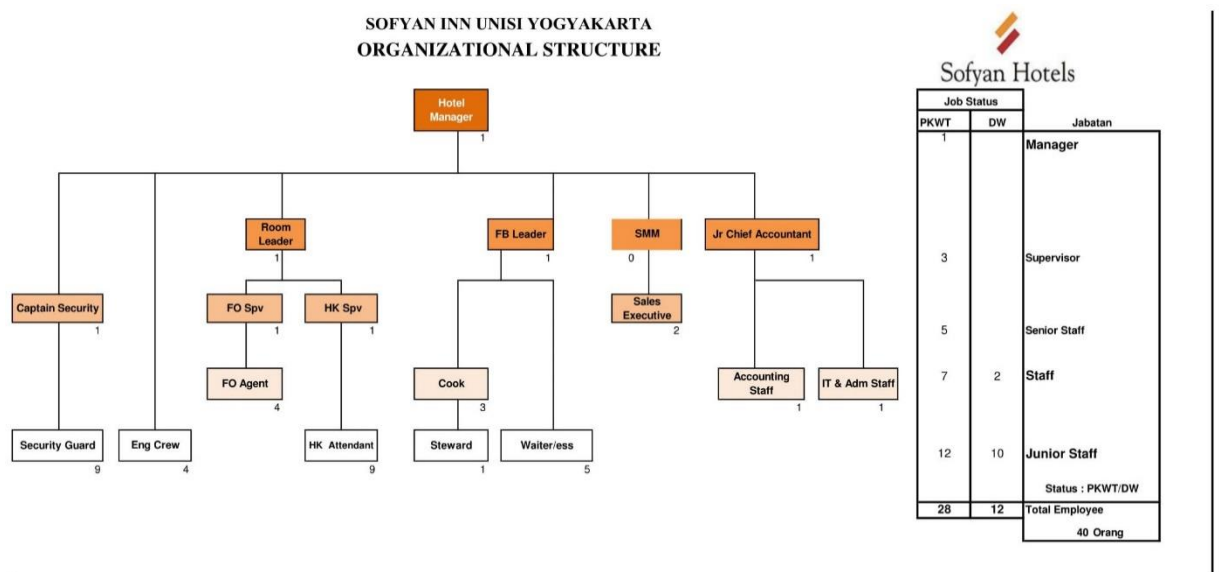 SOFYAN INN UNISI YOGYAKARTA
ORGANIZATIONAL STRUCTURE
Sofyan Hotels
Hotel
Manager
1
Room
Leader
1
FB Leader
1
SMM
0
Jr Chief Accountant
1
Captain Security
1
FO Spv
1
HK Spv
1
Sales
Executive
2
FO Agent
4
Cook
3
Accounting
Staff
1
IT & Adm Staff
1
Security Guard
9
Eng Crew
4
HK Attendant
9
Steward
1
Waiter/ess
5
Job Status
PKWT DW Jabatan
1 Manager
3 Supervisor
5 Senior Staff
7 2 Staff
12 10 Junior Staff
Status : PKWT/DW
28 12 Total Employee
40 Orang